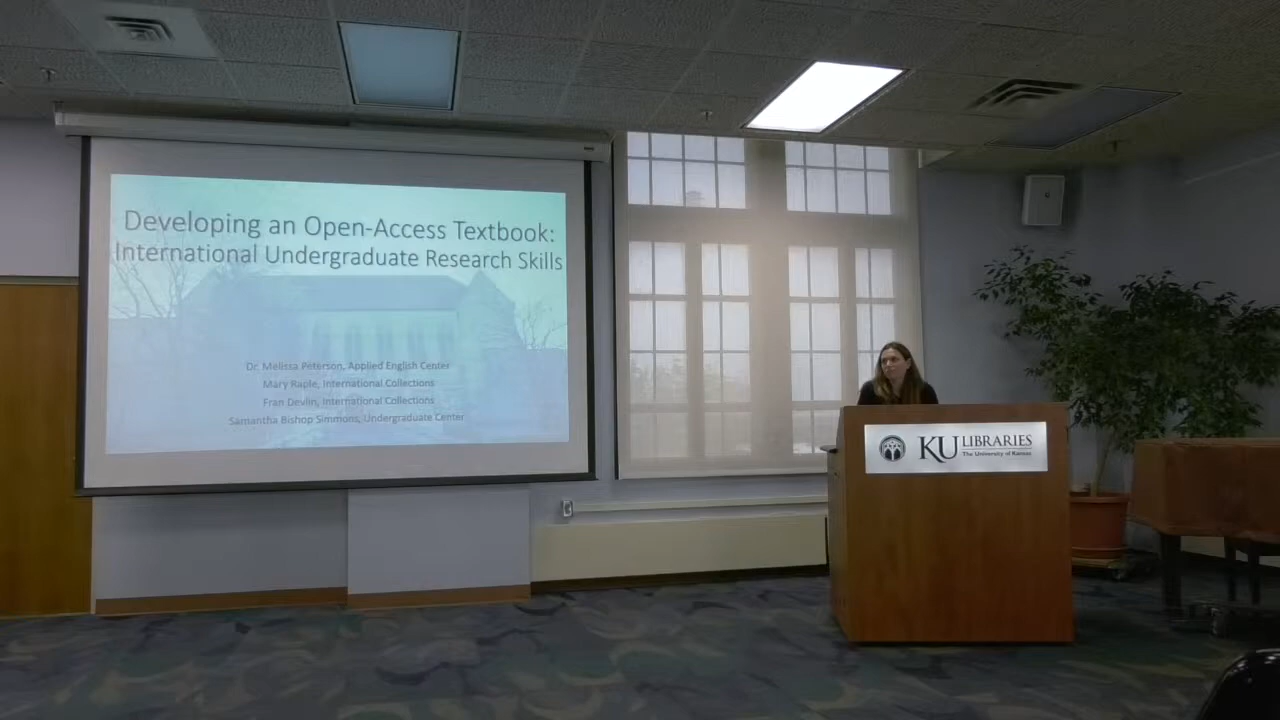 Developing an Open-Access Textbook:
International Undergraduate Research Skills
Dr. Melissa Peterson, Applied English Center
Mary Raple, International Collections
Fran Devlin, International Collections
Samantha Bishop Simmons, Undergraduate Center
KU LIBRARIES
The University of Kansas